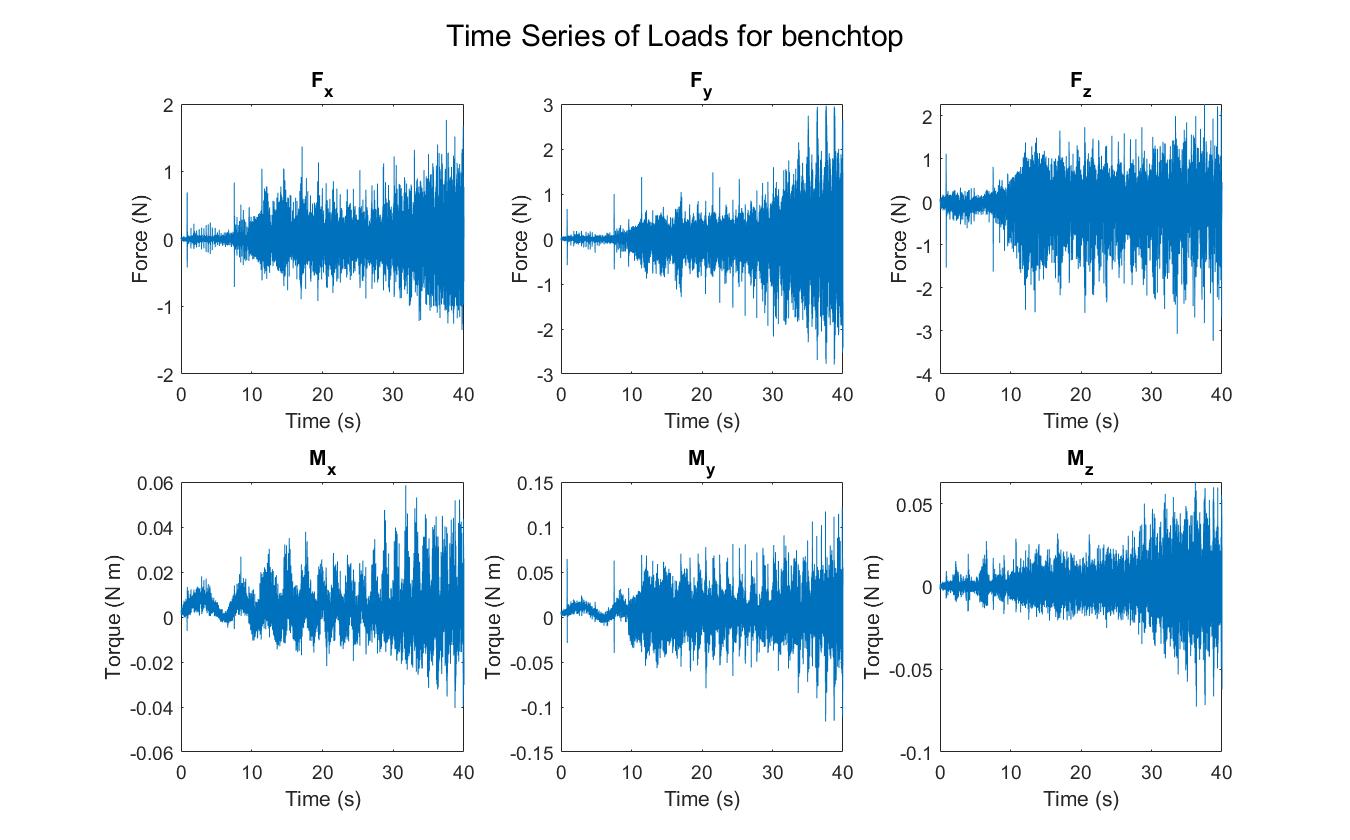 Time Series of Loads for benchtop
Fx
Fy
Fz
2
1
0
-1
-2
Force (N)
0 10 20 30 40
Time (s)
3
2
1
0
-1
-2
-3
Force (N)
0 10 20 30 40
Time (s)
2
1
0
-1
-2
-3
-4
Force (N)
0 10 20 30 40
Time (s)
Mx
My
Mz
0.06
0.04
0.02
0
-0.02
-0.04
-0.06
Torque (N m)
0 10 20 30 40
Time (s)
0.15
0.1
0.05
0
-0.05
-0.1
-0.15
Torque (N m)
0 10 20 30 40
Time (s)
0.05
0
-0.05
-0.1
Torque (N m)
0 10 20 30 40
Time (s)